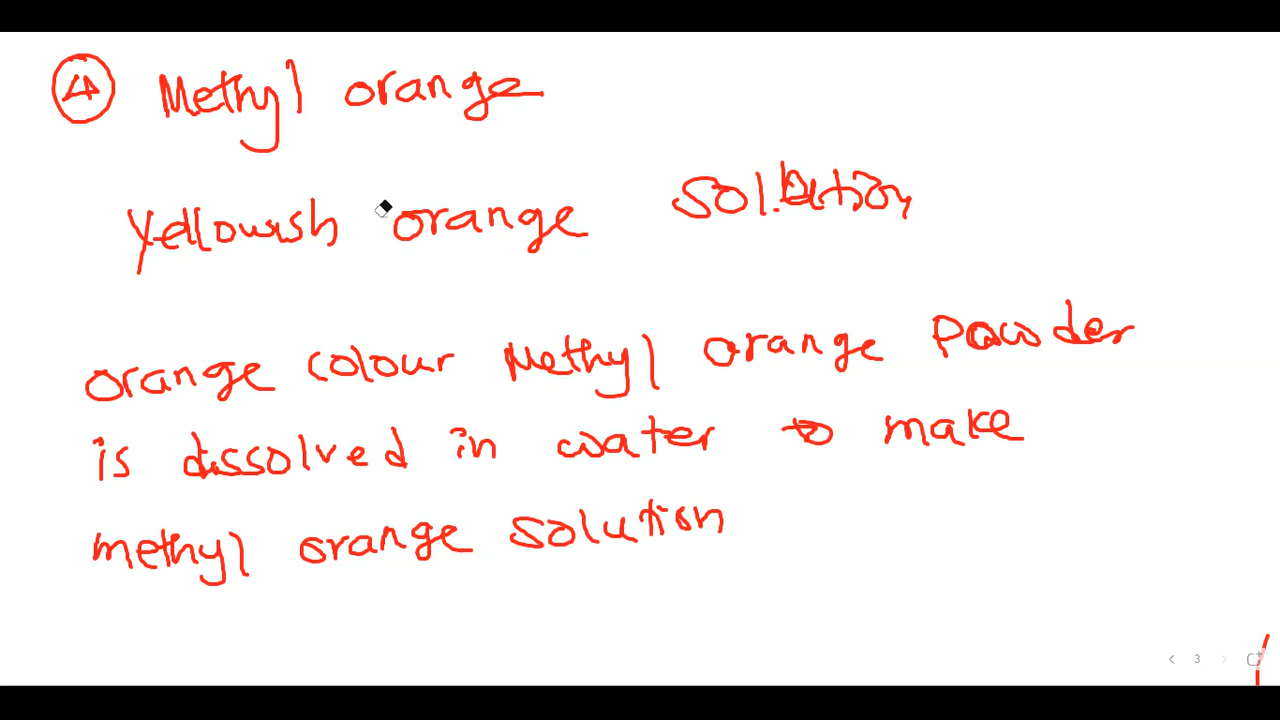 4 Methyl orange
Yellowish orange solution
orange colour Methyl orange Powder
is dissolved in water to make
methyl orange solution
3